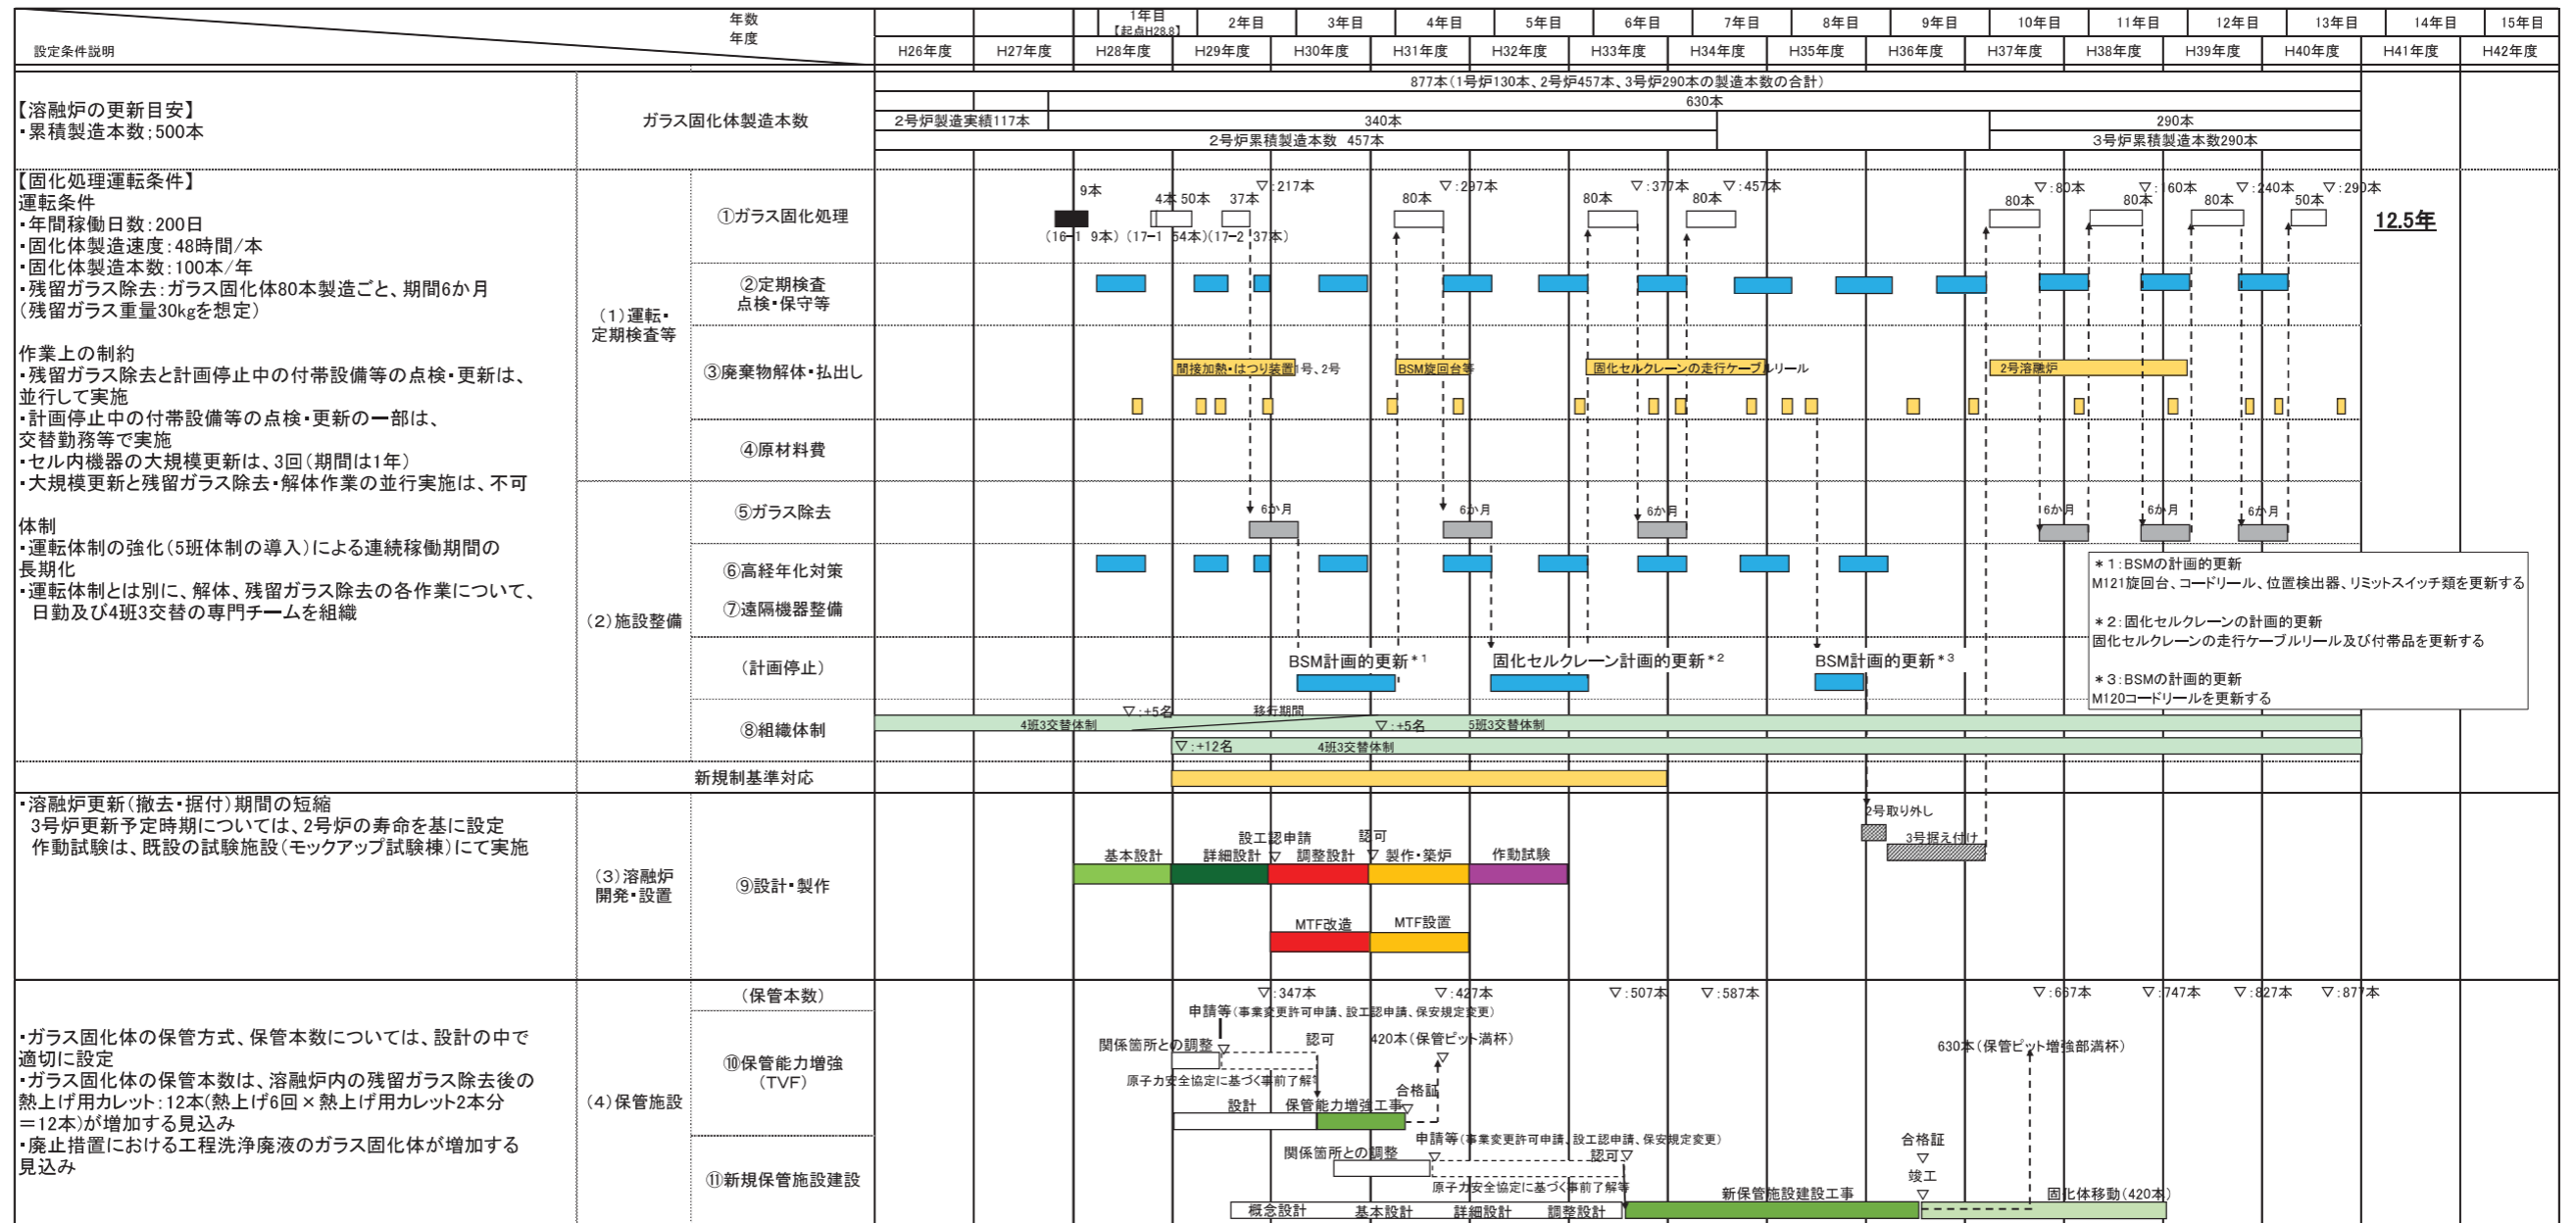 年数
年度
設定条件説明
1年目 2年目 3年目 4年目 5年目 6年目 7年目 8年目 9年目 10年目 11年目 12年目 13年目 14年目 15年目
【起点H28.8】
H26年度 H27年度 H28年度 H29年度 H30年度 H31年度 H32年度 H33年度 H34年度 H35年度 H36年度 H37年度 H38年度 H39年度 H40年度 H41年度 H42年度
【溶融炉の更新目安】
・累積製造本数;500本
ガラス固化体製造本数
877本(1号炉130本、2号炉457本、3号炉290本の製造本数の合計)
630本
2号炉製造実績117本 340本 290本
2号炉累積製造本数 457本 3号炉累積製造本数290本
【固化処理運転条件】
運転条件
・年間稼働日数:200日
・固化体製造速度:48時間/本
・固化体製造本数:100本/年
・残留ガラス除去:ガラス固化体80本製造ごと、期間6か月
(残留ガラス重量30kgを想定)
作業上の制約
・残留ガラス除去と計画停止中の付帯設備等の点検・更新は、
並行して実施
・計画停止中の付帯設備等の点検・更新の一部は、
交替勤務等で実施
・セル内機器の大規模更新は、3回(期間は1年)
・大規模更新と残留ガラス除去・解体作業の並行実施は、不可
体制
・運転体制の強化(5班体制の導入)による連続稼働期間の
長期化
・運転体制とは別に、解体、残留ガラス除去の各作業について、
日勤及び4班3交替の専門チームを組織
(1)運転・
定期検査等
①ガラス固化処理
▽:217本 ▽:297本 ▽:377本 ▽:457本 ▽:80本 ▽:160本 ▽:240本 ▽:290本
9本 4本 50本 37本 80本 80本 80本 80本 80本 80本 50本
(16-1 9本) (17-1 54本)(17-2 37本)
12.5年
②定期検査
点検・保守等
③廃棄物解体・払出し
間接加熱・はつり装置1号、2号 BSM旋回台等 固化セルクレーンの走行ケーブルリール 2号溶融炉
④原材料費
(2)施設整備
⑤ガラス除去
6か月 6か月 6か月 6か月 6か月 6か月
⑥高経年化対策
⑦遠隔機器整備
(計画停止)
BSM計画的更新*1 固化セルクレーン計画的更新*2 BSM計画的更新*3
*1:BSMの計画的更新
M121旋回台、コードリール、位置検出器、リミットスイッチ類を更新する
*2:固化セルクレーンの計画的更新
固化セルクレーンの走行ケーブルリール及び付帯品を更新する
*3:BSMの計画的更新
M120コードリールを更新する
⑧組織体制
4班3交替体制 ▽:+5名 移行期間 ▽:+5名 5班3交替体制
▽:+12名 4班3交替体制
新規制基準対応
・溶融炉更新(撤去・据付)期間の短縮
3号炉更新予定時期については、2号炉の寿命を基に設定
作動試験は、既設の試験施設(モックアップ試験棟)にて実施
(3)溶融炉
開発・設置
⑨設計・製作
2号取り外し
3号据え付け
設工認申請 認可
基本設計 詳細設計 ▽ 調整設計 ▽ 製作・築炉 作動試験
MTF改造 MTF設置
・ガラス固化体の保管方式、保管本数については、設計の中で
適切に設定
・ガラス固化体の保管本数は、溶融炉内の残留ガラス除去後の
熱上げ用カレット:12本(熱上げ6回×熱上げ用カレット2本分
=12本)が増加する見込み
・廃止措置における工程洗浄廃液のガラス固化体が増加する
見込み
(4)保管施設
(保管本数)
▽:347本 ▽:427本 ▽:507本 ▽:587本 ▽:667本 ▽:747本 ▽:827本 ▽:877本
⑩保管能力増強
(TVF)
申請等(事業変更許可申請、設工認申請、保安規定変更)
関係箇所との調整 ▽ 認可 420本(保管ピット満杯)
▽
630本(保管ピット増強部満杯)
原子力安全協定に基づく事前了解等
合格証
設計 保管能力増強工事 ▽
⑪新規保管施設建設
申請等(事業変更許可申請、設工認申請、保安規定変更)
関係箇所との調整 ▽ 認可▽
原子力安全協定に基づく事前了解等
合格証
▽
竣工
▽
概念設計 基本設計 詳細設計 調整設計 新保管施設建設工事 固化体移動(420本)